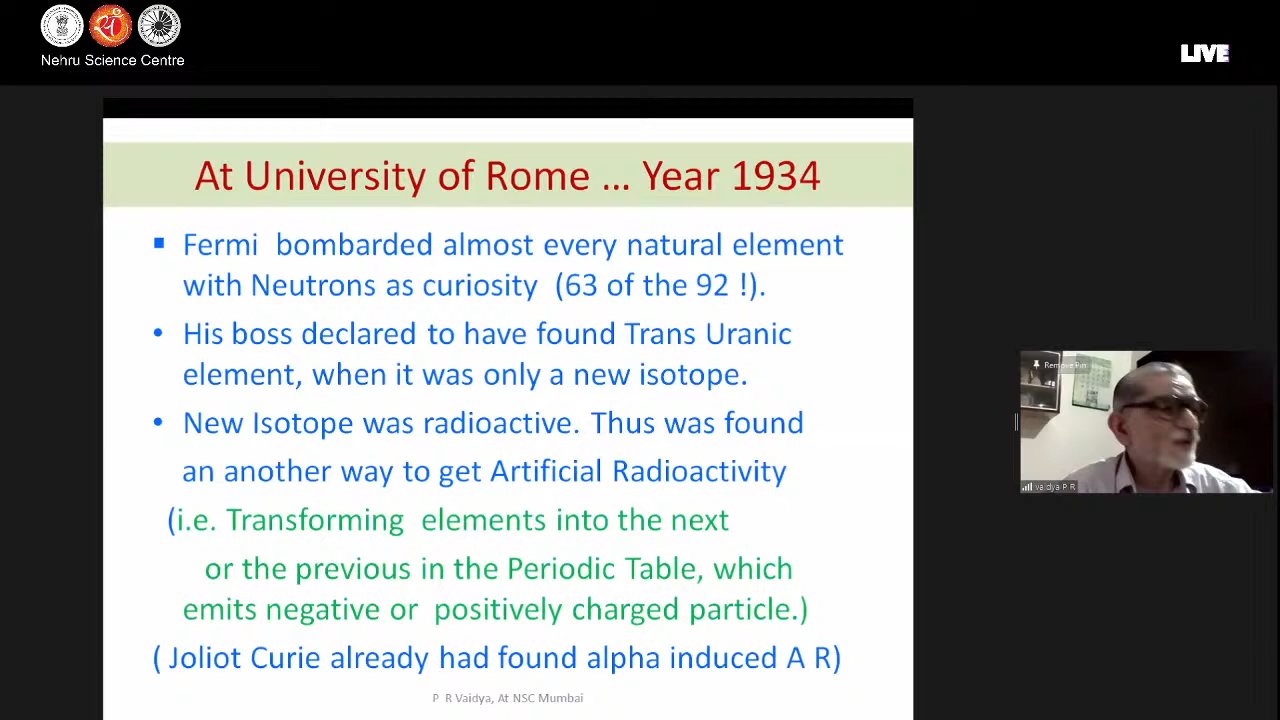 Nehru Science Centre
LIVE
At University of Rome ... Year 1934
▪ Fermi bombarded almost every natural element
with Neutrons as curiosity (63 of the 92 !).
• His boss declared to have found Trans Uranic
element, when it was only a new isotope.
• New Isotope was radioactive. Thus was found
an another way to get Artificial Radioactivity
(i.e. Transforming elements into the next
or the previous in the Periodic Table, which
emits negative or positively charged particle.)
( Joliot Curie already had found alpha induced A R)
P R Vaidya, At NSC Mumbai
Remove Pin
vaidya P R